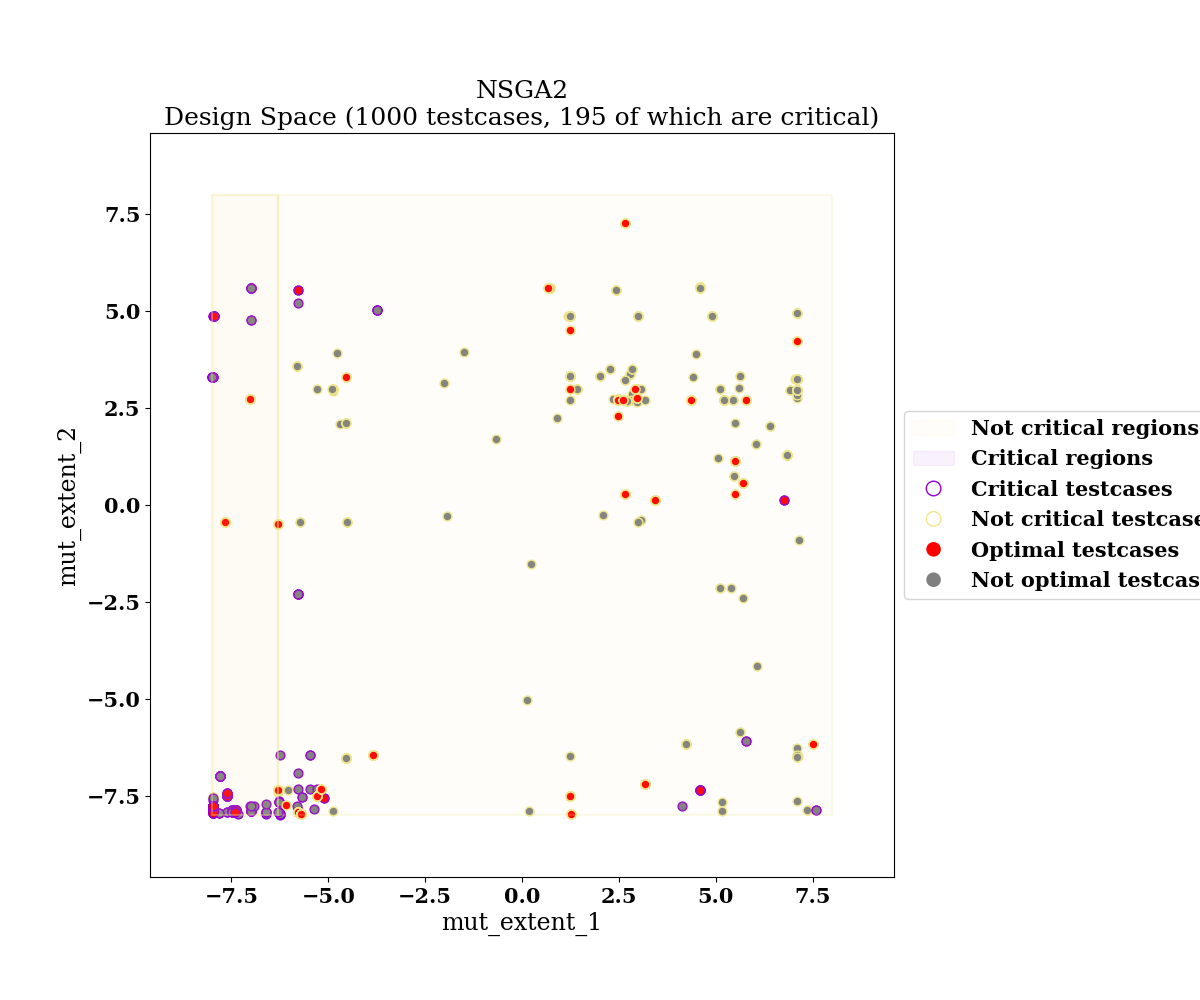 NSGA2
Design Space (1000 testcases, 195 of which are critical)
7.5
5.0
2.5
0.0
−2.5
−5.0
−7.5
mut_extent_2
−7.5
−5.0
−2.5
0.0
2.5
5.0
7.5
mut_extent_1
Not critical regions
Critical regions
Critical testcases
Not critical testcase
Optimal testcases
Not optimal testcas